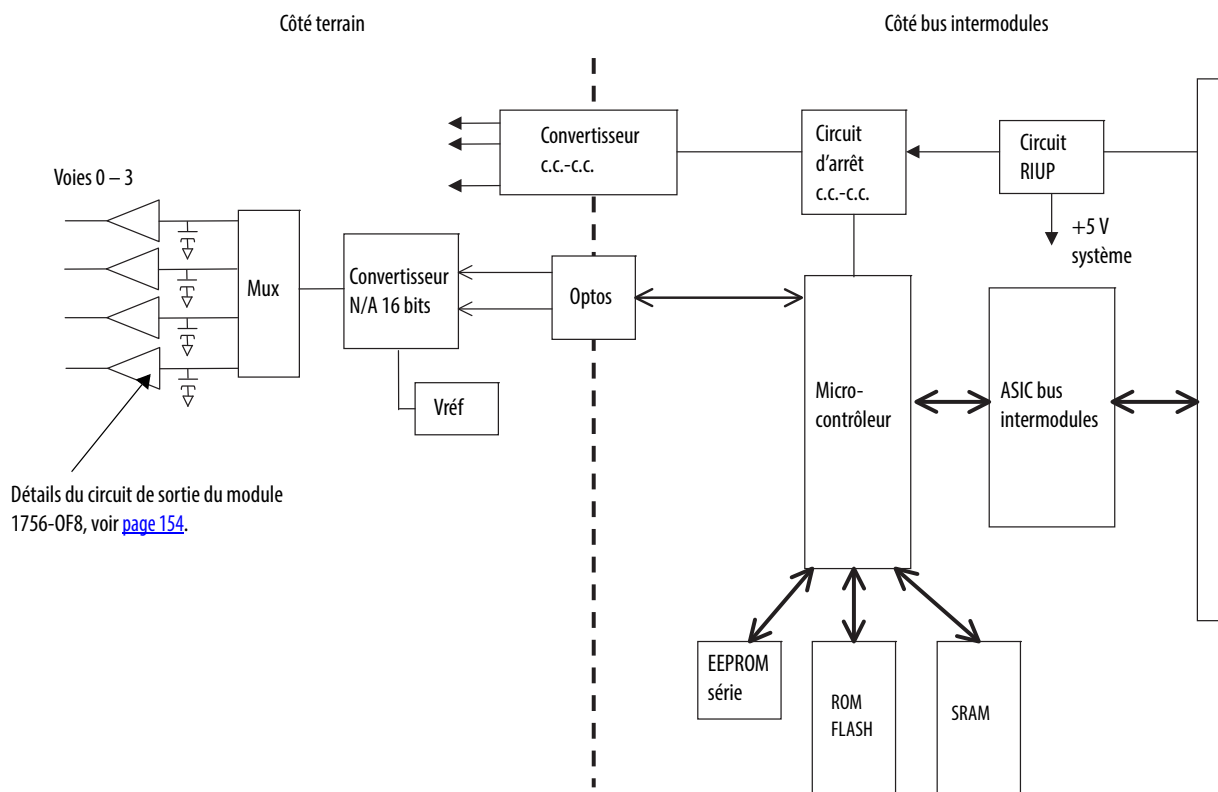 Côté terrain
Côté bus intermodules
Convertisseur
c.c.-c.c.
Circuit
d'arrêt
c.c.-c.c.
Circuit
RIUP
+5 V
système
Voies 0 – 3
Mux
Convertisseur
N/A 16 bits
Optos
Vréf
Micro-
contrôleur
ASIC bus
intermodules
Détails du circuit de sortie du module
1756-OF8, voir page 154.
EEPROM
série
ROM
FLASH
SRAM